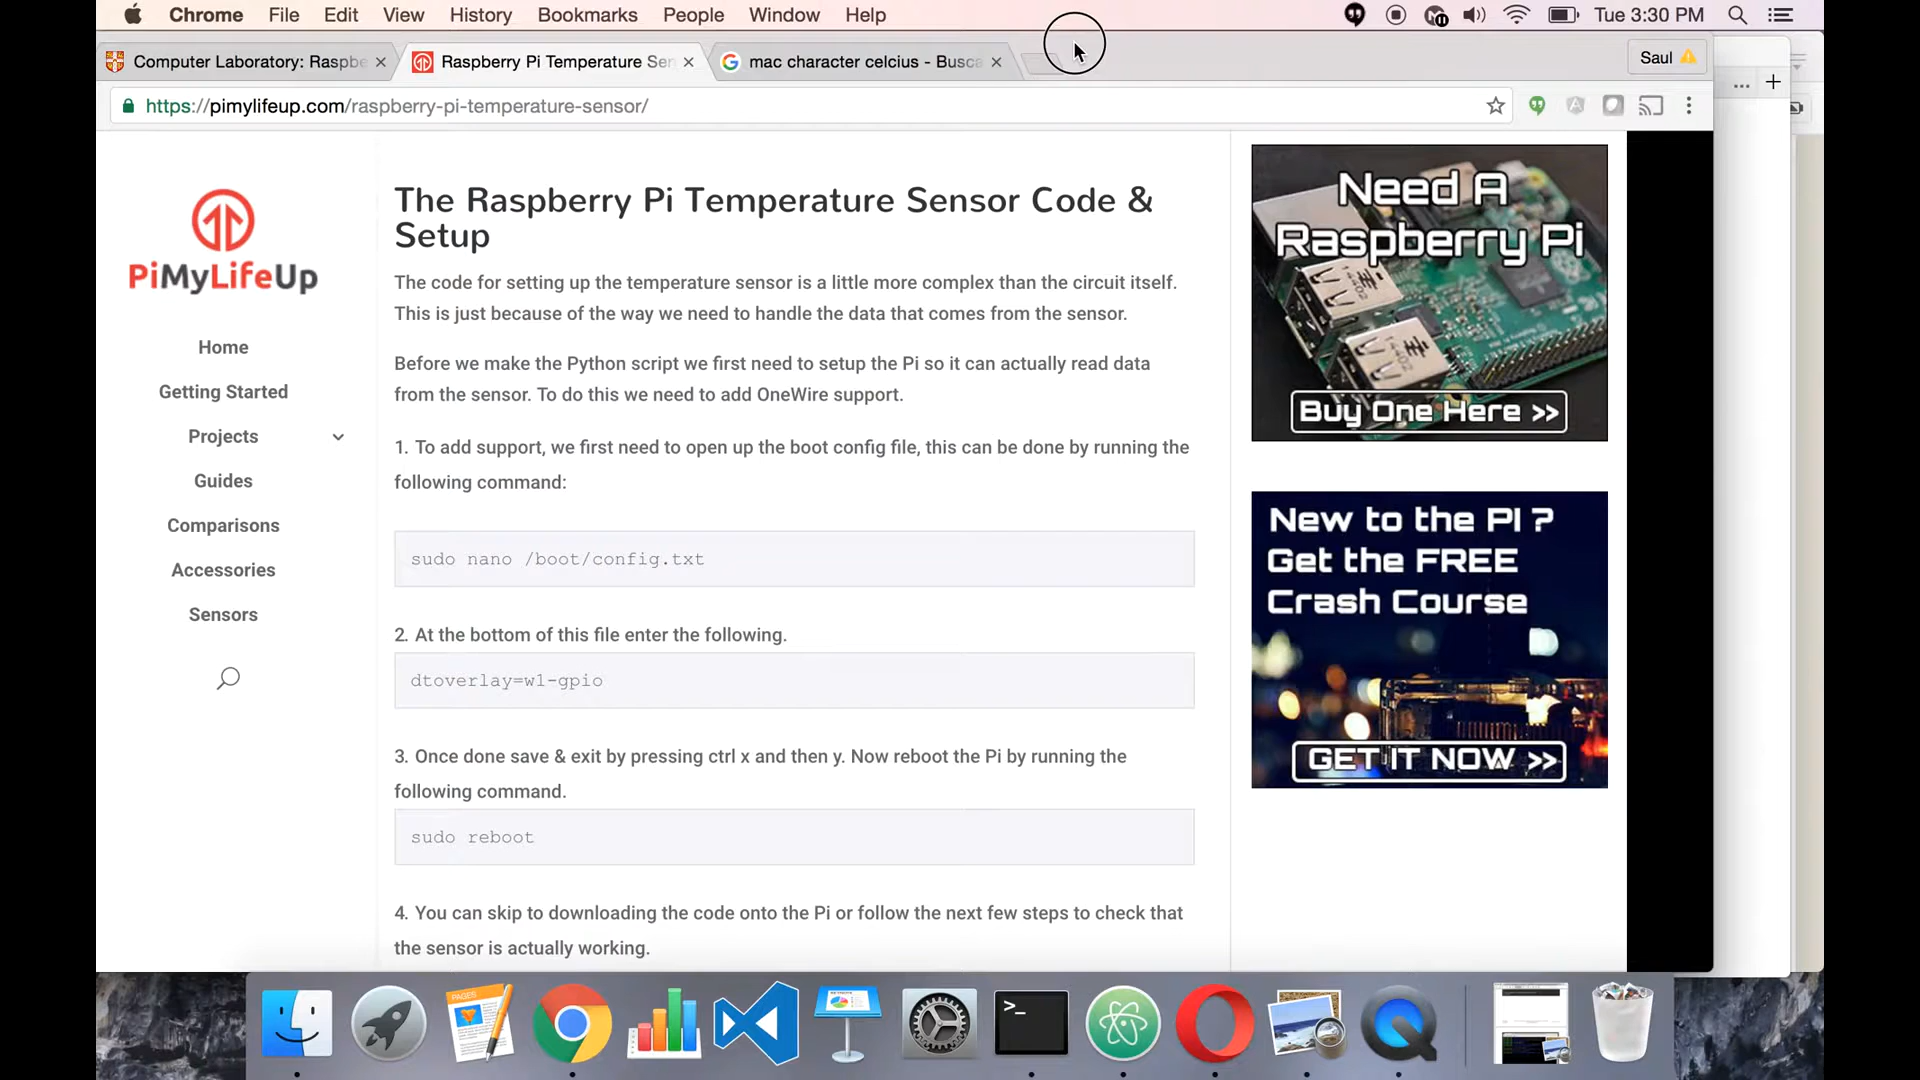 Chrome File Edit View History Bookmarks People Window Help Tue 3:30 PM
Computer Laboratory: Raspbe
Raspberry Pi Temperature Sen
mac character celcius - Busca
Saul
https://pimylifeup.com/raspberry-pi-temperature-sensor/
PiMyLifeUp
Home
Getting Started
Projects
Guides
Comparisons
Accessories
Sensors
The Raspberry Pi Temperature Sensor Code &
Setup
The code for setting up the temperature sensor is a little more complex than the circuit itself.
This is just because of the way we need to handle the data that comes from the sensor.
Before we make the Python script we first need to setup the Pi so it can actually read data
from the sensor. To do this we need to add OneWire support.
1. To add support, we first need to open up the boot config file, this can be done by running the
following command:
sudo nano /boot/config.txt
2. At the bottom of this file enter the following.
dtoverlay=w1-gpio
3. Once done save & exit by pressing ctrl x and then y. Now reboot the Pi by running the
following command.
sudo reboot
4. You can skip to downloading the code onto the Pi or follow the next few steps to check that
the sensor is actually working.
Need A
Raspberry Pi
Buy One Here >>
New to the PI ?
Get the FREE
Crash Course
GET IT NOW >>
PAGES